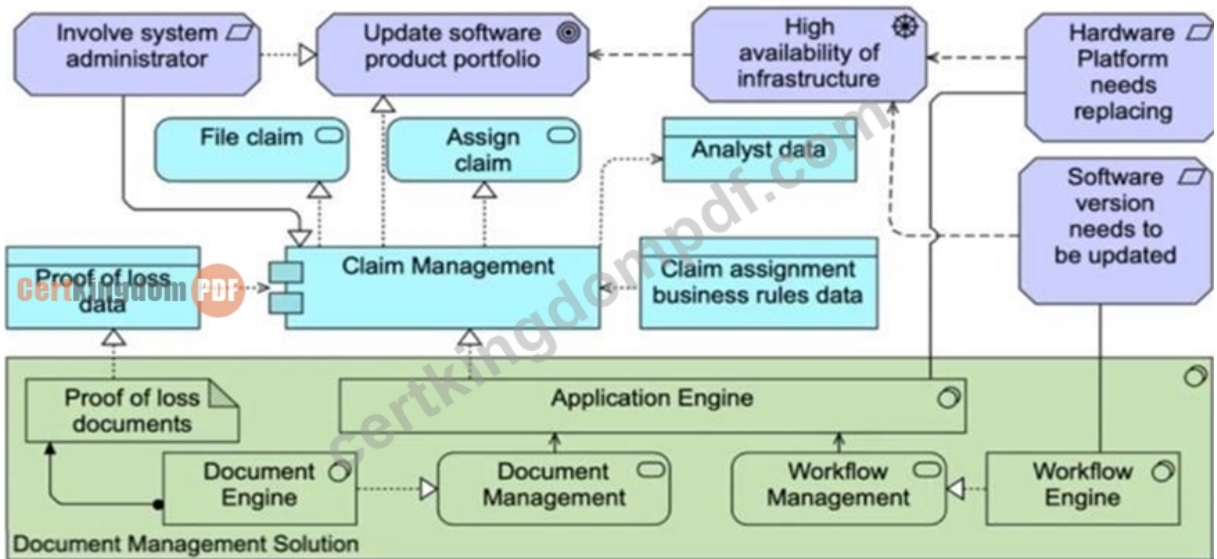 Involve system
administrator
Update software
product portfolio
High
availability of
infrastructure
Hardware
Platform
needs
replacing
File claim
Assign
claim
Analyst data
Software
version
needs to
be updated
Proof of loss
data
CertKingdom PDF
Claim Management
Claim assignment
business rules data
certkingdompdf.com
Proof of loss
documents
Application Engine
Document
Engine
Document
Management
Workflow
Management
Workflow
Engine
Document Management Solution